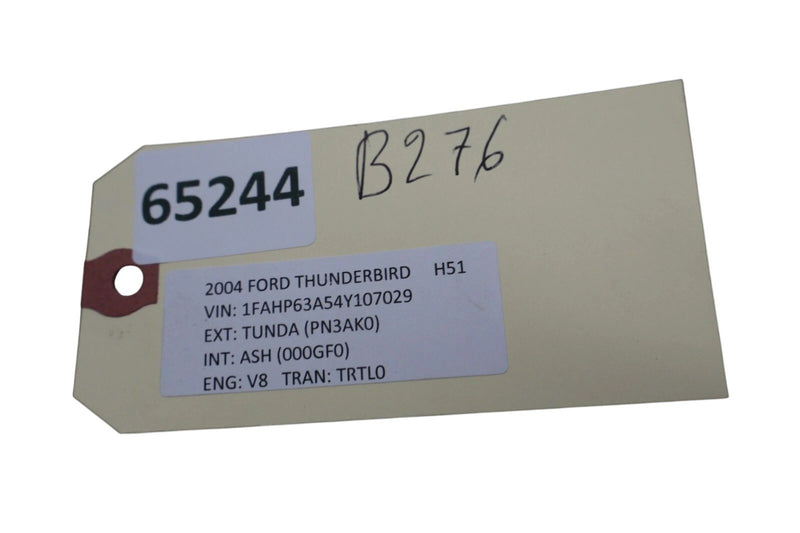 65244
B276
2004 FORD THUNDERBIRD H51
VIN: 1FAHP63A54Y107029
EXT: TUNDA (PN3AK0)
INT: ASH (000GF0)
ENG: V8 TRAN: TRTL0